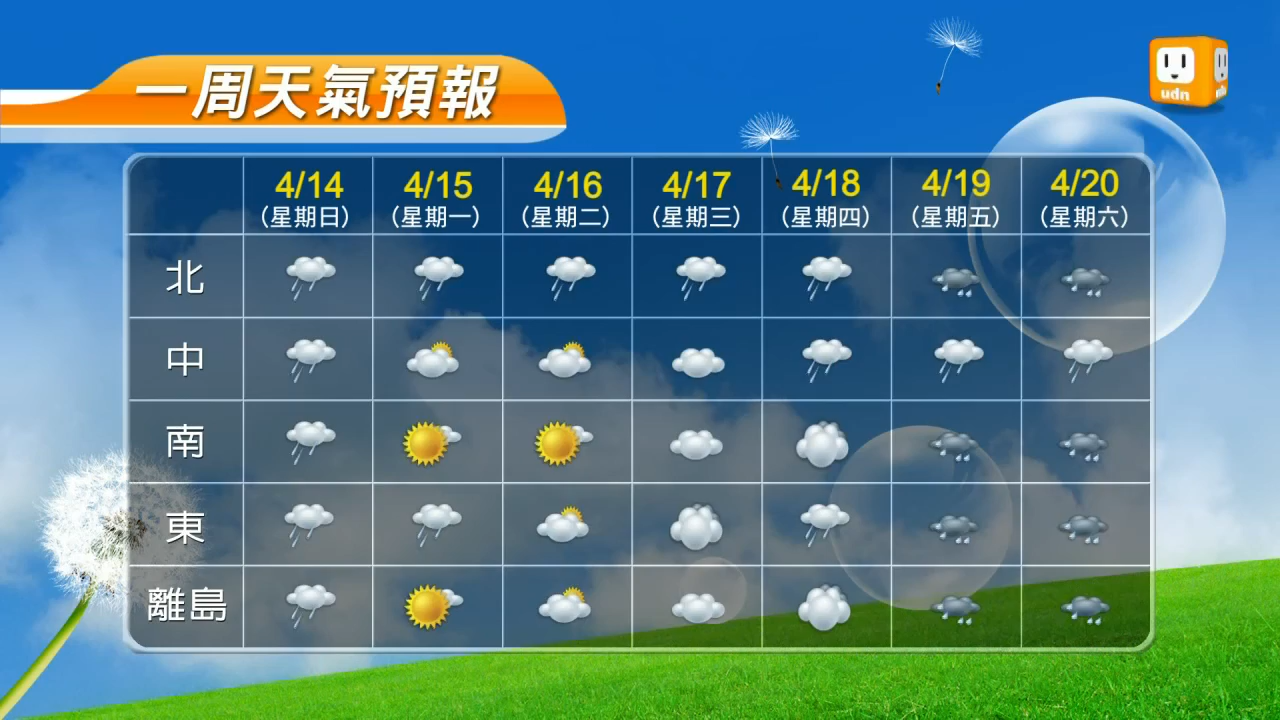 一周天氣預報
udn
4/14 4/15 4/16 4/17 4/18 4/19 4/20
(星期日) (星期一) (星期二) (星期三) (星期四) (星期五) (星期六)
北
中
南
東
離島